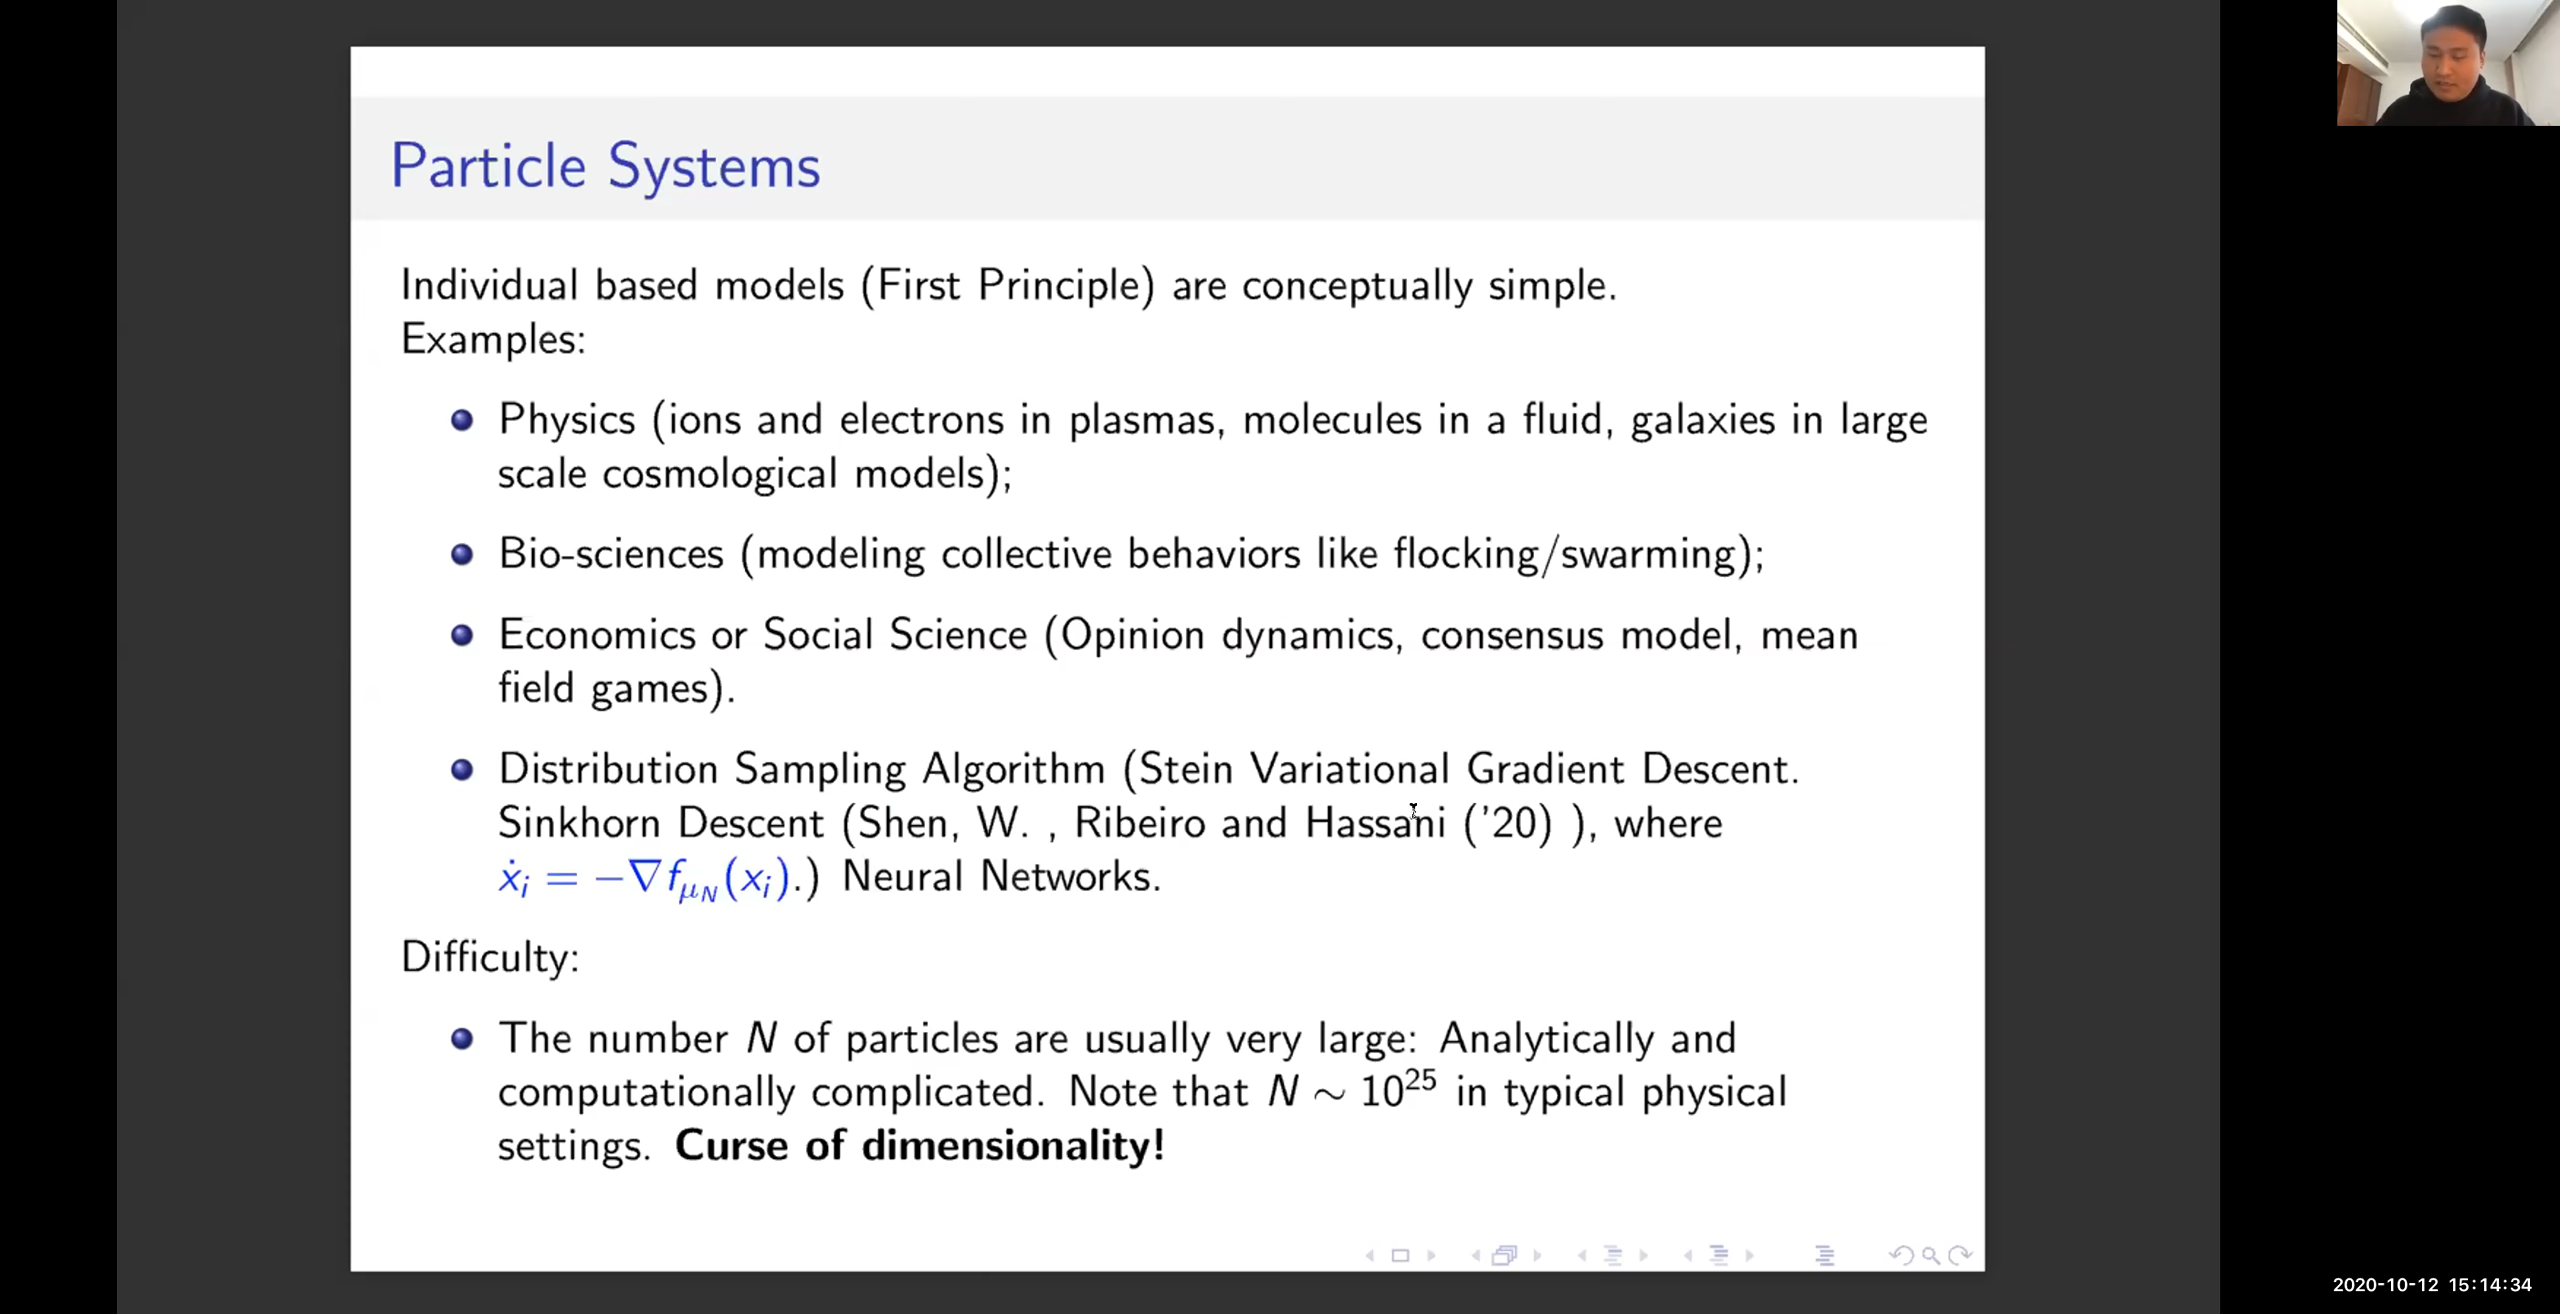 Particle Systems
Individual based models (First Principle) are conceptually simple.
Examples:
Physics (ions and electrons in plasmas, molecules in a fluid, galaxies in large
scale cosmological models);
Bio-sciences (modeling collective behaviors like flocking/swarming);
Economics or Social Science (Opinion dynamics, consensus model, mean
field games).
Distribution Sampling Algorithm (Stein Variational Gradient Descent.
Sinkhorn Descent (Shen, W. , Ribeiro and Hassani ('20) ), where
ẋᵢ = −∇f_{μ_N}(xᵢ).) Neural Networks.
Difficulty:
The number N of particles are usually very large: Analytically and
computationally complicated. Note that N ∼ 10²⁵ in typical physical
settings. Curse of dimensionality!
2020-10-12 15:14:34